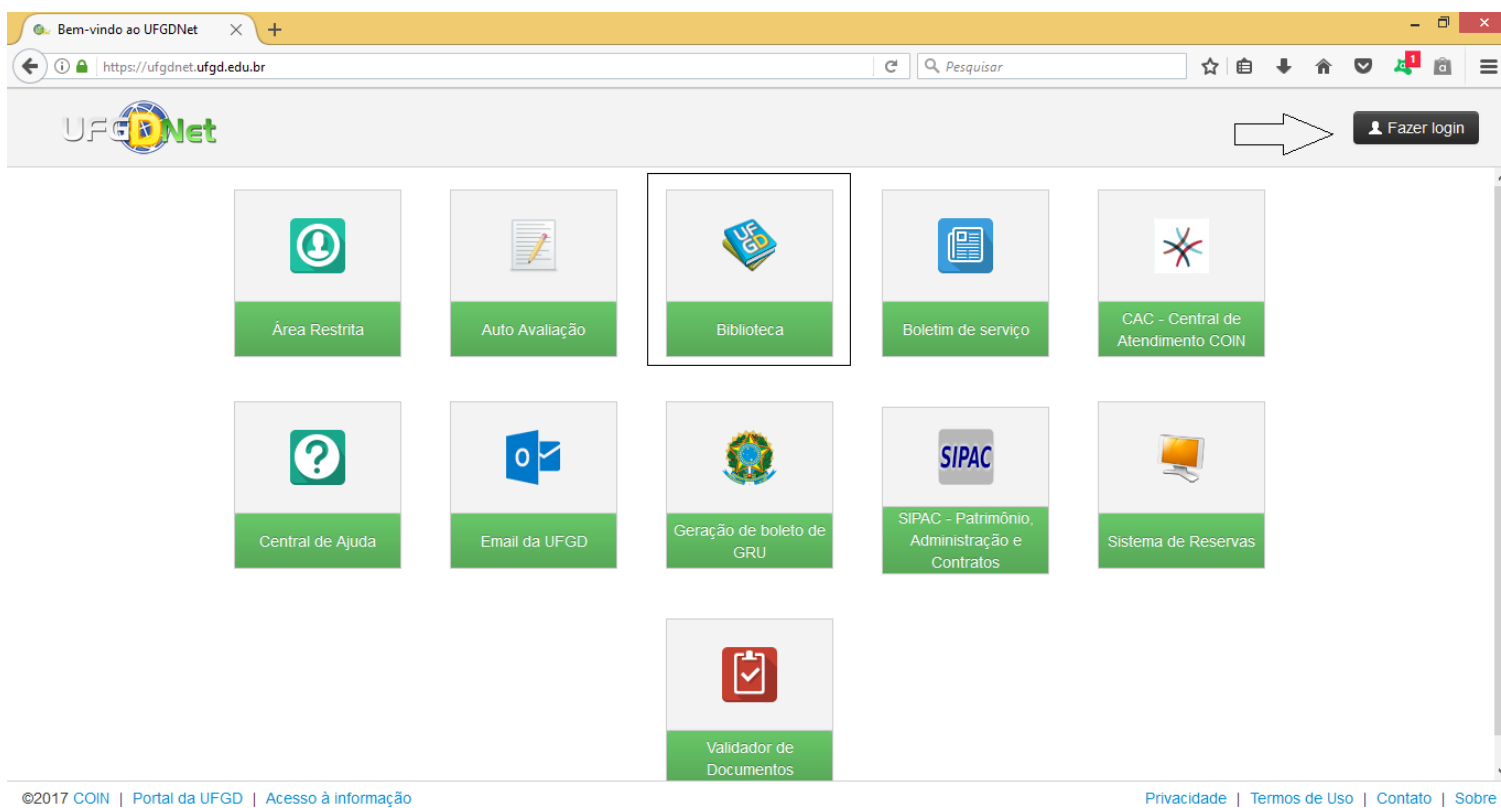 Bem-vindo ao UFGDNet
https://ufgdnet.ufgd.edu.br
Pesquisar
1
a
UFGDNet
Fazer login
UFGD
Área Restrita
Auto Avaliação
Biblioteca
Boletim de serviço
CAC - Central de
Atendimento COIN
?
o
SIPAC
Central de Ajuda
Email da UFGD
Geração de boleto de
GRU
SIPAC - Patrimônio,
Administração e
Contratos
Sistema de Reservas
Validador de
Documentos
©2017 COIN | Portal da UFGD | Acesso à informação
Privacidade | Termos de Uso | Contato | Sobre